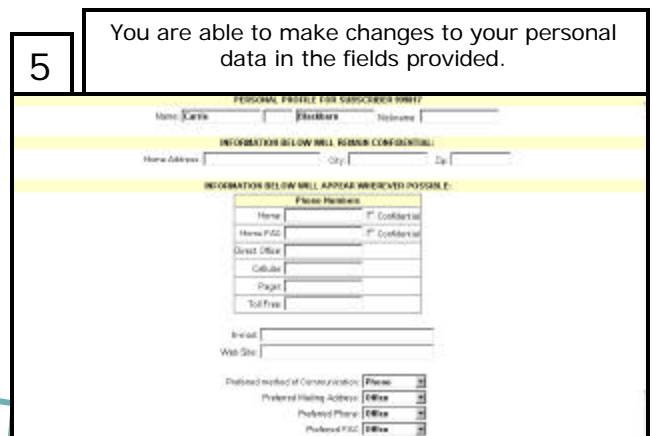 5
You are able to make changes to your personal
data in the fields provided.
PERSONAL PROFILE FOR SUBSCRIBER
Name: Carrie Blackburn Nickname:
INFORMATION BELOW WILL REMAIN CONFIDENTIAL:
Home Address: City: Zip:
INFORMATION BELOW WILL APPEAR WHEREVER POSSIBLE:
Phone Numbers
Home: Confidential
Home FAX: Confidential
Direct Office:
Cellular:
Pager:
Toll Free:
E-mail:
Web Site:
Preferred method of Communication: Phone
Preferred Mailing Address: Office
Preferred Phone: Office
Preferred FAX: Office